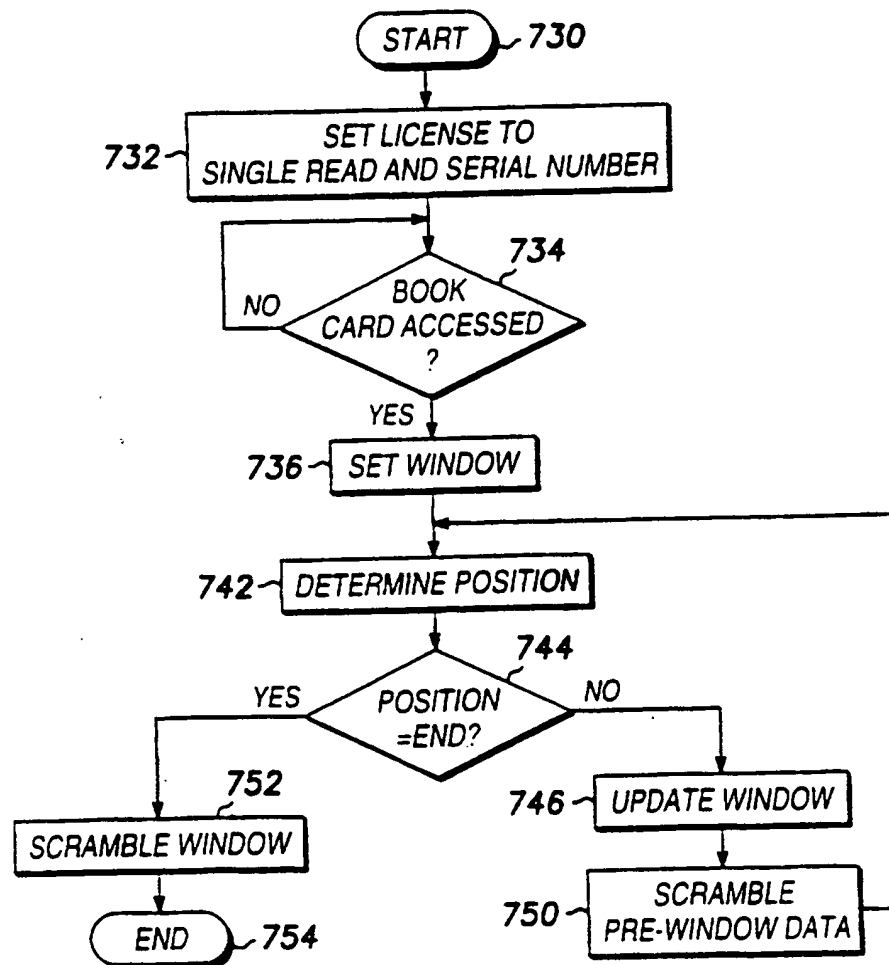 START
730
732
SET LICENSE TO
SINGLE READ AND SERIAL NUMBER
734
BOOK
CARD ACCESSED
?
NO
YES
736
SET WINDOW
742
DETERMINE POSITION
744
POSITION
=END?
YES
NO
752
SCRAMBLE WINDOW
746
UPDATE WINDOW
750
SCRAMBLE
PRE-WINDOW DATA
END
754